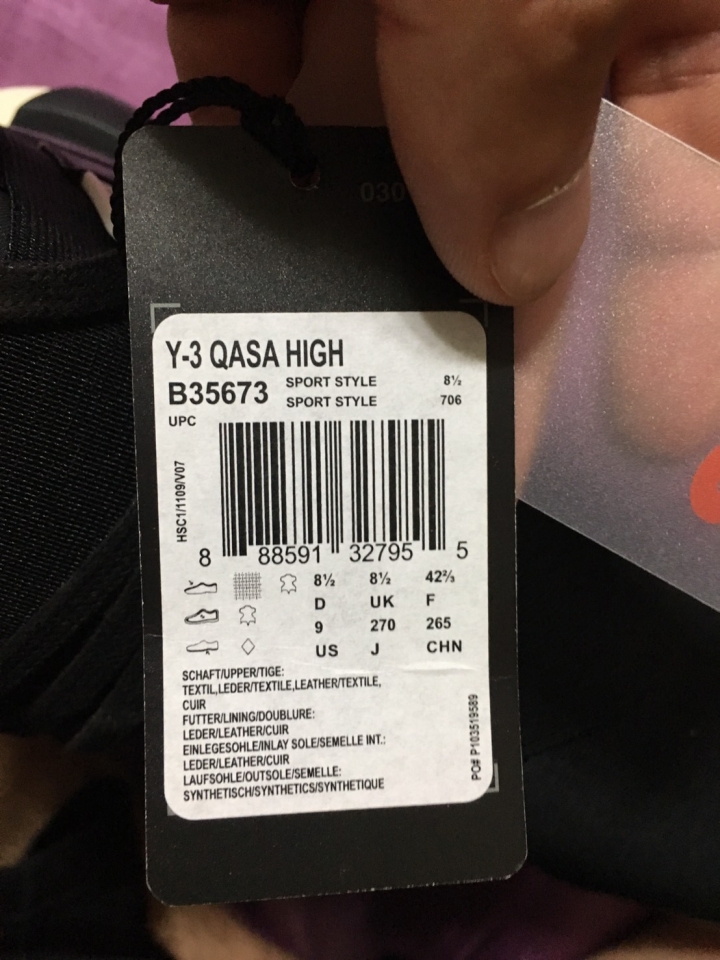 030
Y-3 QASA HIGH
B35673 SPORT STYLE 8½
SPORT STYLE 706
UPC
HSC1/1109/V07
8 88591 32795 5
8½ 8½ 42⅔
D UK F
9 270 265
US J CHN
SCHAFT/UPPER/TIGE:
TEXTIL,LEDER/TEXTILE,LEATHER/TEXTILE,
CUIR
FUTTER/LINING/DOUBLURE:
LEDER/LEATHER/CUIR
EINLEGESOHLE/INLAY SOLE/SEMELLE INT.:
LEDER/LEATHER/CUIR
LAUFSOHLE/OUTSOLE/SEMELLE:
SYNTHETISCH/SYNTHETICS/SYNTHETIQUE
PO# P103519589